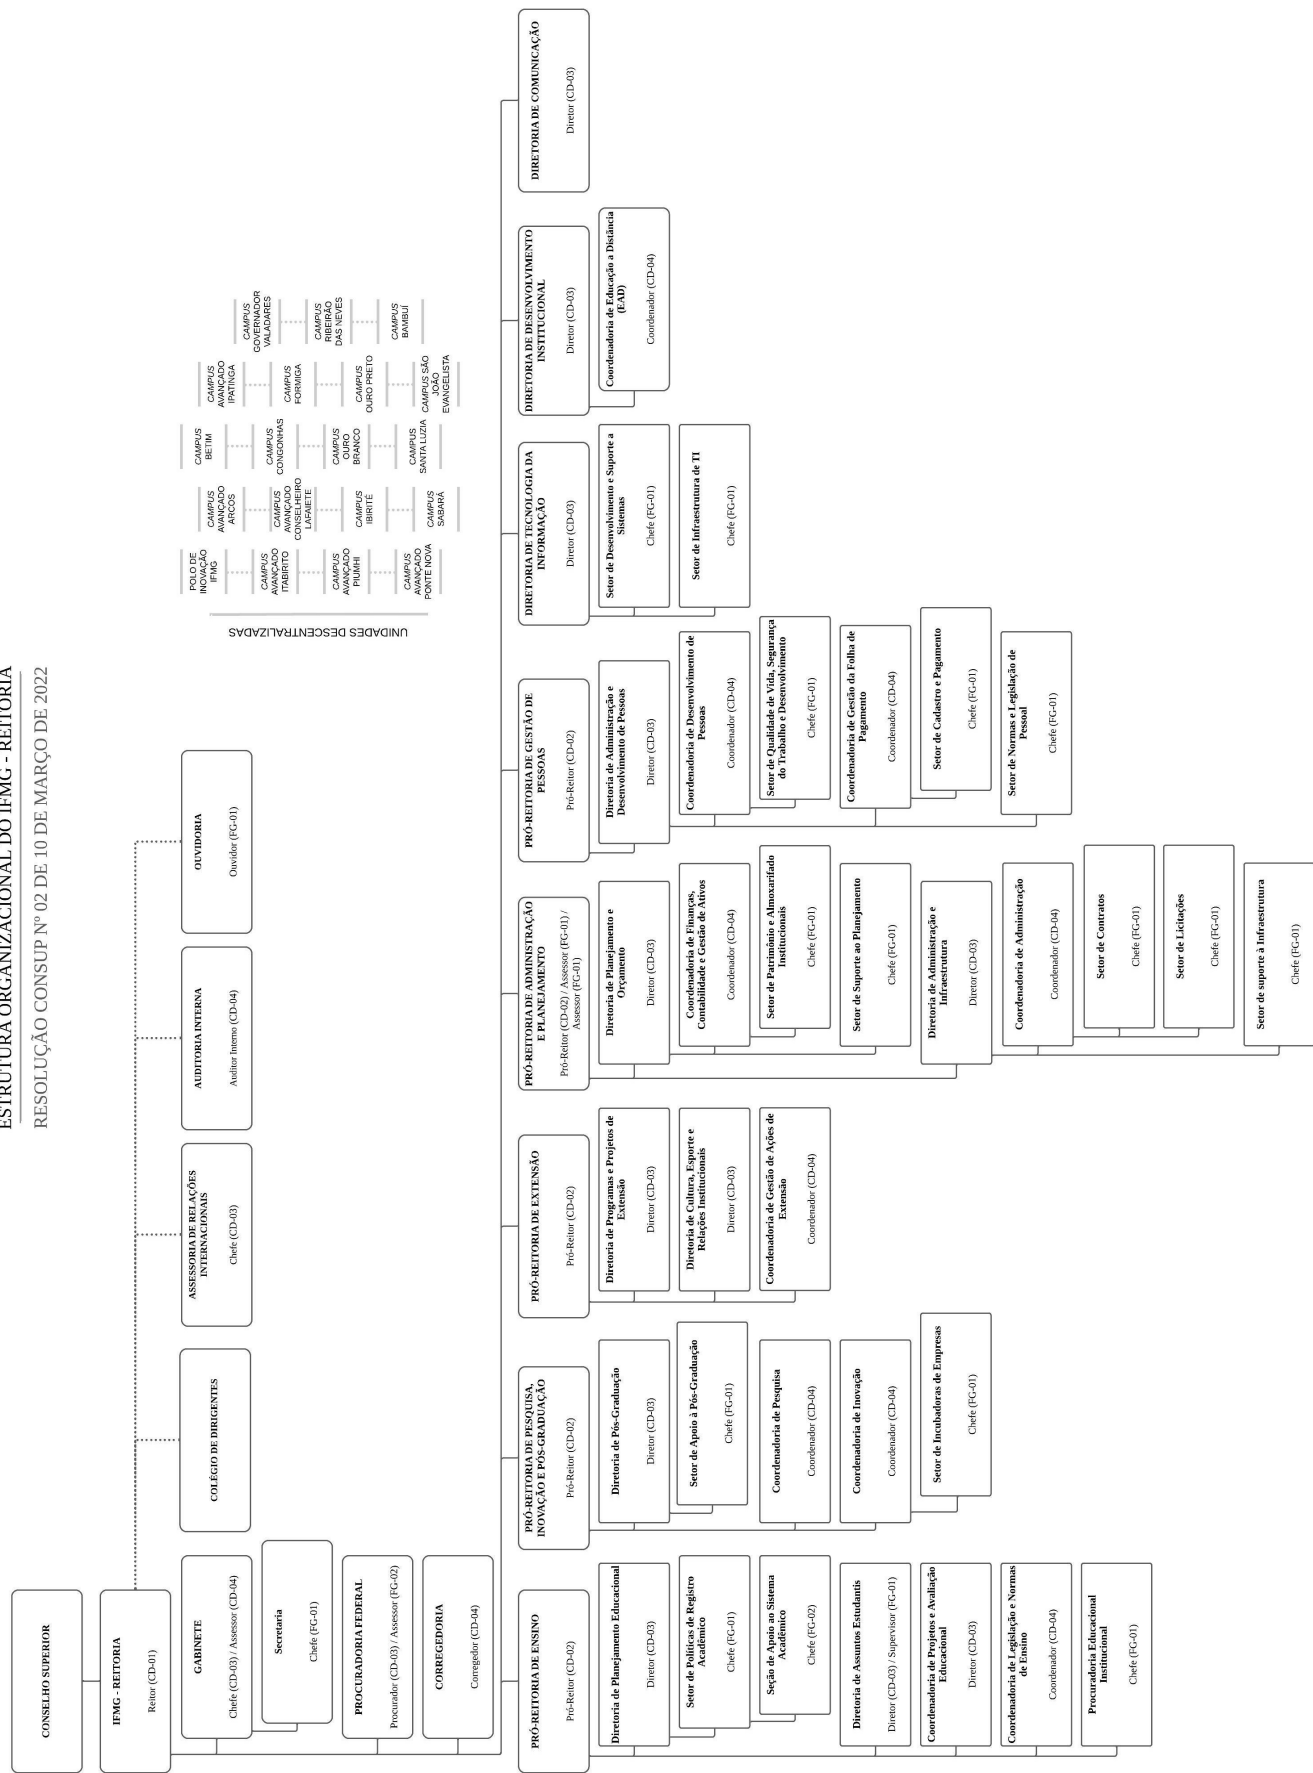 ESTRUTURA ORGANIZACIONAL DO IFMG - REITORIA
RESOLUÇÃO CONSUP Nº 02 DE 10 DE MARÇO DE 2022
CONSELHO SUPERIOR
IFMG - REITORIA
Reitor (CD-01)
COLÉGIO DE DIRIGENTES
ASSESSORIA DE RELAÇÕES
INTERNACIONAIS
Chefe (CD-03)
AUDITORIA INTERNA
Auditor Interno (CD-04)
OUVIDORIA
Ouvidor (FG-01)
GABINETE
Chefe (CD-03) / Assessor (CD-04)
Secretaria
Chefe (FG-01)
PROCURADORIA FEDERAL
Procurador (CD-03) / Assessor (FG-02)
CORREGEDORIA
Corregedor (CD-04)
UNIDADES DESCENTRALIZADAS
POLO DE
INOVAÇÃO
IFMG
CAMPUS
AVANÇADO
ITABIRITO
CAMPUS
AVANÇADO
PIUMHI
CAMPUS
AVANÇADO
PONTE NOVA
CAMPUS
AVANÇADO
ARCOS
CAMPUS
AVANÇADO
CONSELHEIRO
LAFAIETE
CAMPUS
IBIRITÉ
CAMPUS
SABARÁ
CAMPUS
BETIM
CAMPUS
CONGONHAS
CAMPUS
OURO
BRANCO
CAMPUS
SANTA LUZIA
CAMPUS
AVANÇADO
IPATINGA
CAMPUS
FORMIGA
CAMPUS
OURO PRETO
CAMPUS SÃO
JOÃO
EVANGELISTA
CAMPUS
GOVERNADOR
VALADARES
CAMPUS
RIBEIRÃO
DAS NEVES
CAMPUS
BAMBUÍ
PRÓ-REITORIA DE ENSINO
Pró-Reitor (CD-02)
Diretoria de Planejamento Educacional
Diretor (CD-03)
Setor de Políticas de Registro
Acadêmico
Chefe (FG-01)
Seção de Apoio ao Sistema
Acadêmico
Chefe (FG-02)
Diretoria de Assuntos Estudantis
Diretor (CD-03) / Supervisor (FG-01)
Coordenadoria de Projetos e Avaliação
Educacional
Diretor (CD-03)
Coordenadoria de Legislação e Normas
de Ensino
Coordenador (CD-04)
Procuradoria Educacional
Institucional
Chefe (FG-01)
PRÓ-REITORIA DE PESQUISA,
INOVAÇÃO E PÓS-GRADUAÇÃO
Pró-Reitor (CD-02)
Diretoria de Pós-Graduação
Diretor (CD-03)
Setor de Apoio à Pós-Graduação
Chefe (FG-01)
Coordenadoria de Pesquisa
Coordenador (CD-04)
Coordenadoria de Inovação
Coordenador (CD-04)
Setor de Incubadoras de Empresas
Chefe (FG-01)
PRÓ-REITORIA DE EXTENSÃO
Pró-Reitor (CD-02)
Diretoria de Programas e Projetos de
Extensão
Diretor (CD-03)
Diretoria de Cultura, Esporte e
Relações Institucionais
Diretor (CD-03)
Coordenadoria de Gestão de Ações de
Extensão
Coordenador (CD-04)
PRÓ-REITORIA DE ADMINISTRAÇÃO
E PLANEJAMENTO
Pró-Reitor (CD-02) / Assessor (FG-01) /
Assessor (FG-01)
Diretoria de Planejamento e
Orçamento
Diretor (CD-03)
Coordenadoria de Finanças,
Contabilidade e Gestão de Ativos
Coordenador (CD-04)
Setor de Patrimônio e Almoxarifado
Institucionais
Chefe (FG-01)
Setor de Suporte ao Planejamento
Chefe (FG-01)
Diretoria de Administração e
Infraestrutura
Diretor (CD-03)
Coordenadoria de Administração
Coordenador (CD-04)
Setor de Contratos
Chefe (FG-01)
Setor de Licitações
Chefe (FG-01)
Setor de suporte à Infraestrutura
Chefe (FG-01)
PRÓ-REITORIA DE GESTÃO DE
PESSOAS
Pró-Reitor (CD-02)
Diretoria de Administração e
Desenvolvimento de Pessoas
Diretor (CD-03)
Coordenadoria de Desenvolvimento de
Pessoas
Coordenador (CD-04)
Setor de Qualidade de Vida, Segurança
do Trabalho e Desenvolvimento
Chefe (FG-01)
Coordenadoria de Gestão da Folha de
Pagamento
Coordenador (CD-04)
Setor de Cadastro e Pagamento
Chefe (FG-01)
Setor de Normas e Legislação de
Pessoal
Chefe (FG-01)
DIRETORIA DE TECNOLOGIA DA
INFORMAÇÃO
Diretor (CD-03)
Setor de Desenvolvimento e Suporte a
Sistemas
Chefe (FG-01)
Setor de Infraestrutura de TI
Chefe (FG-01)
DIRETORIA DE DESENVOLVIMENTO
INSTITUCIONAL
Diretor (CD-03)
Coordenadoria de Educação a Distância
(EAD)
Coordenador (CD-04)
DIRETORIA DE COMUNICAÇÃO
Diretor (CD-03)